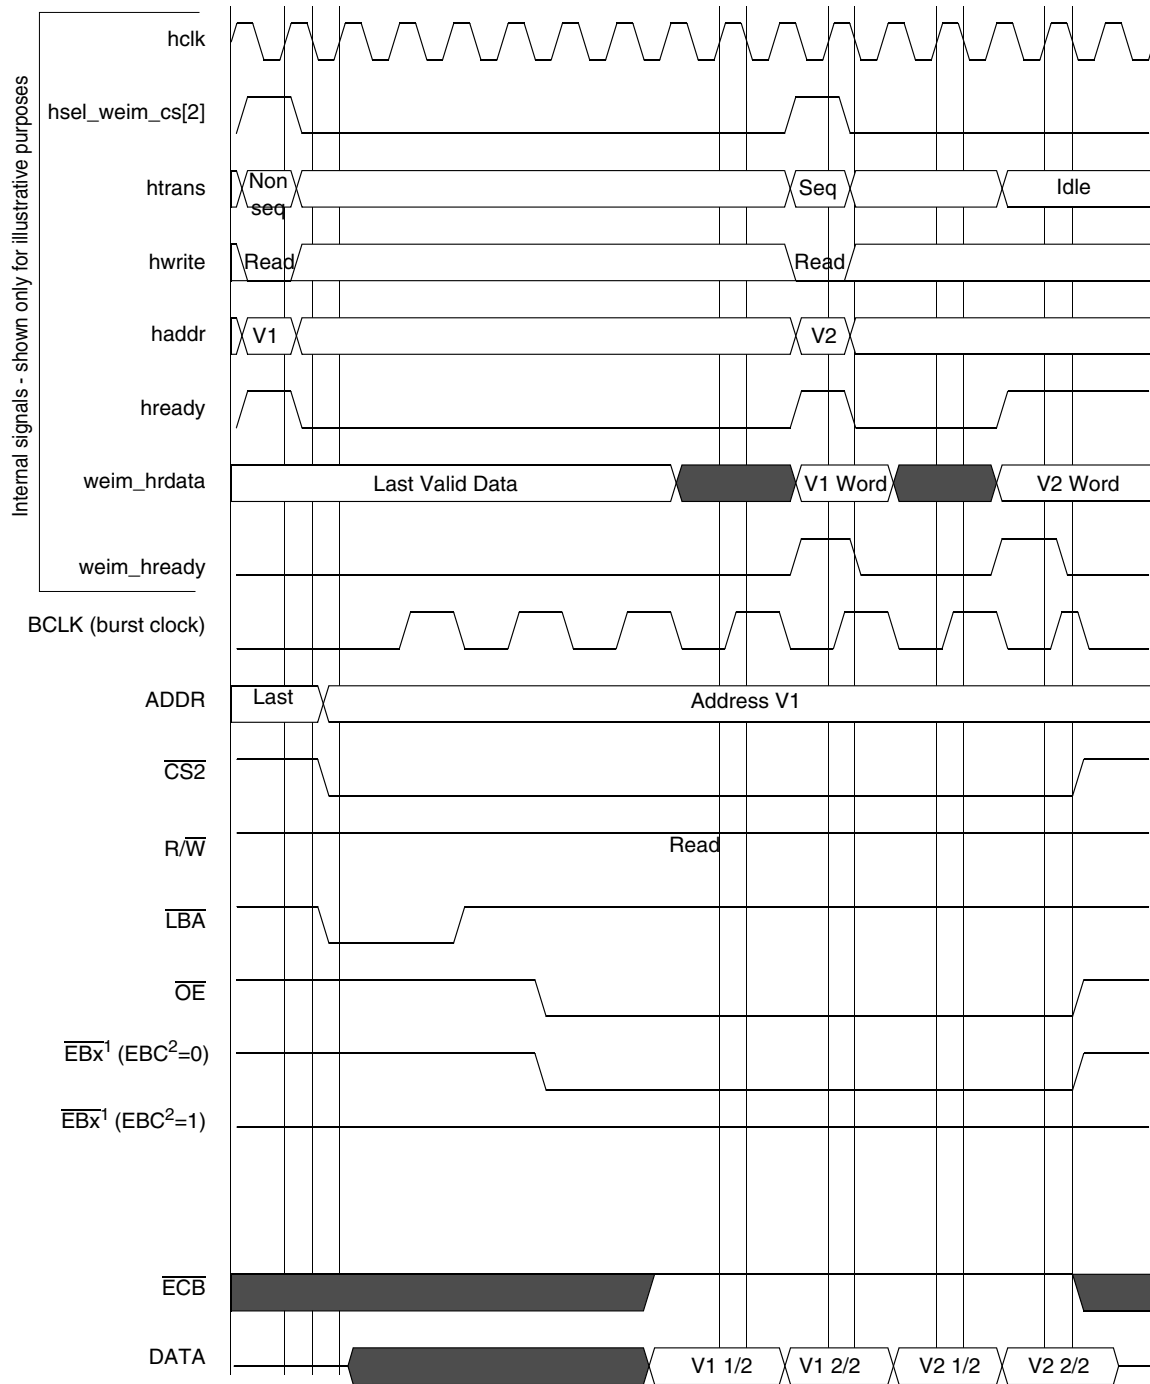 Internal signals - shown only for illustrative purposes
hclk
hsel_weim_cs[2]
htrans
Non
seq
Seq
Idle
hwrite
Read
Read
haddr
V1
V2
hready
weim_hrdata
Last Valid Data
V1 Word
V2 Word
weim_hready
BCLK (burst clock)
ADDR
Last
Address V1
CS2
R/W
Read
LBA
OE
EBx1 (EBC2=0)
EBx1 (EBC2=1)
ECB
DATA
V1 1/2
V1 2/2
V2 1/2
V2 2/2